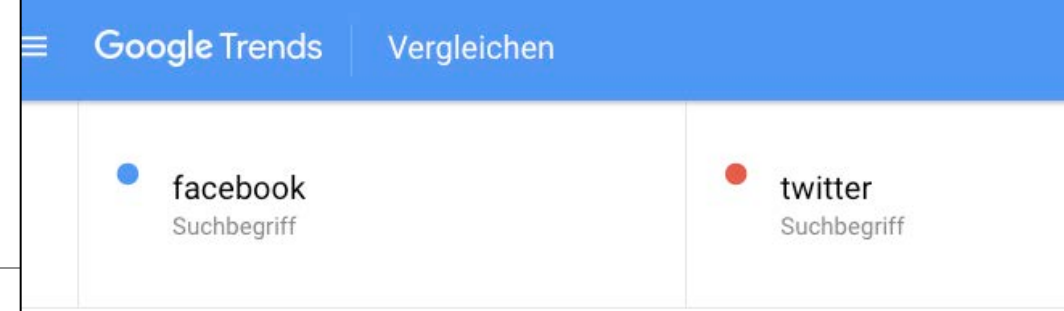 Google Trends Vergleichen
facebook
Suchbegriff
twitter
Suchbegriff